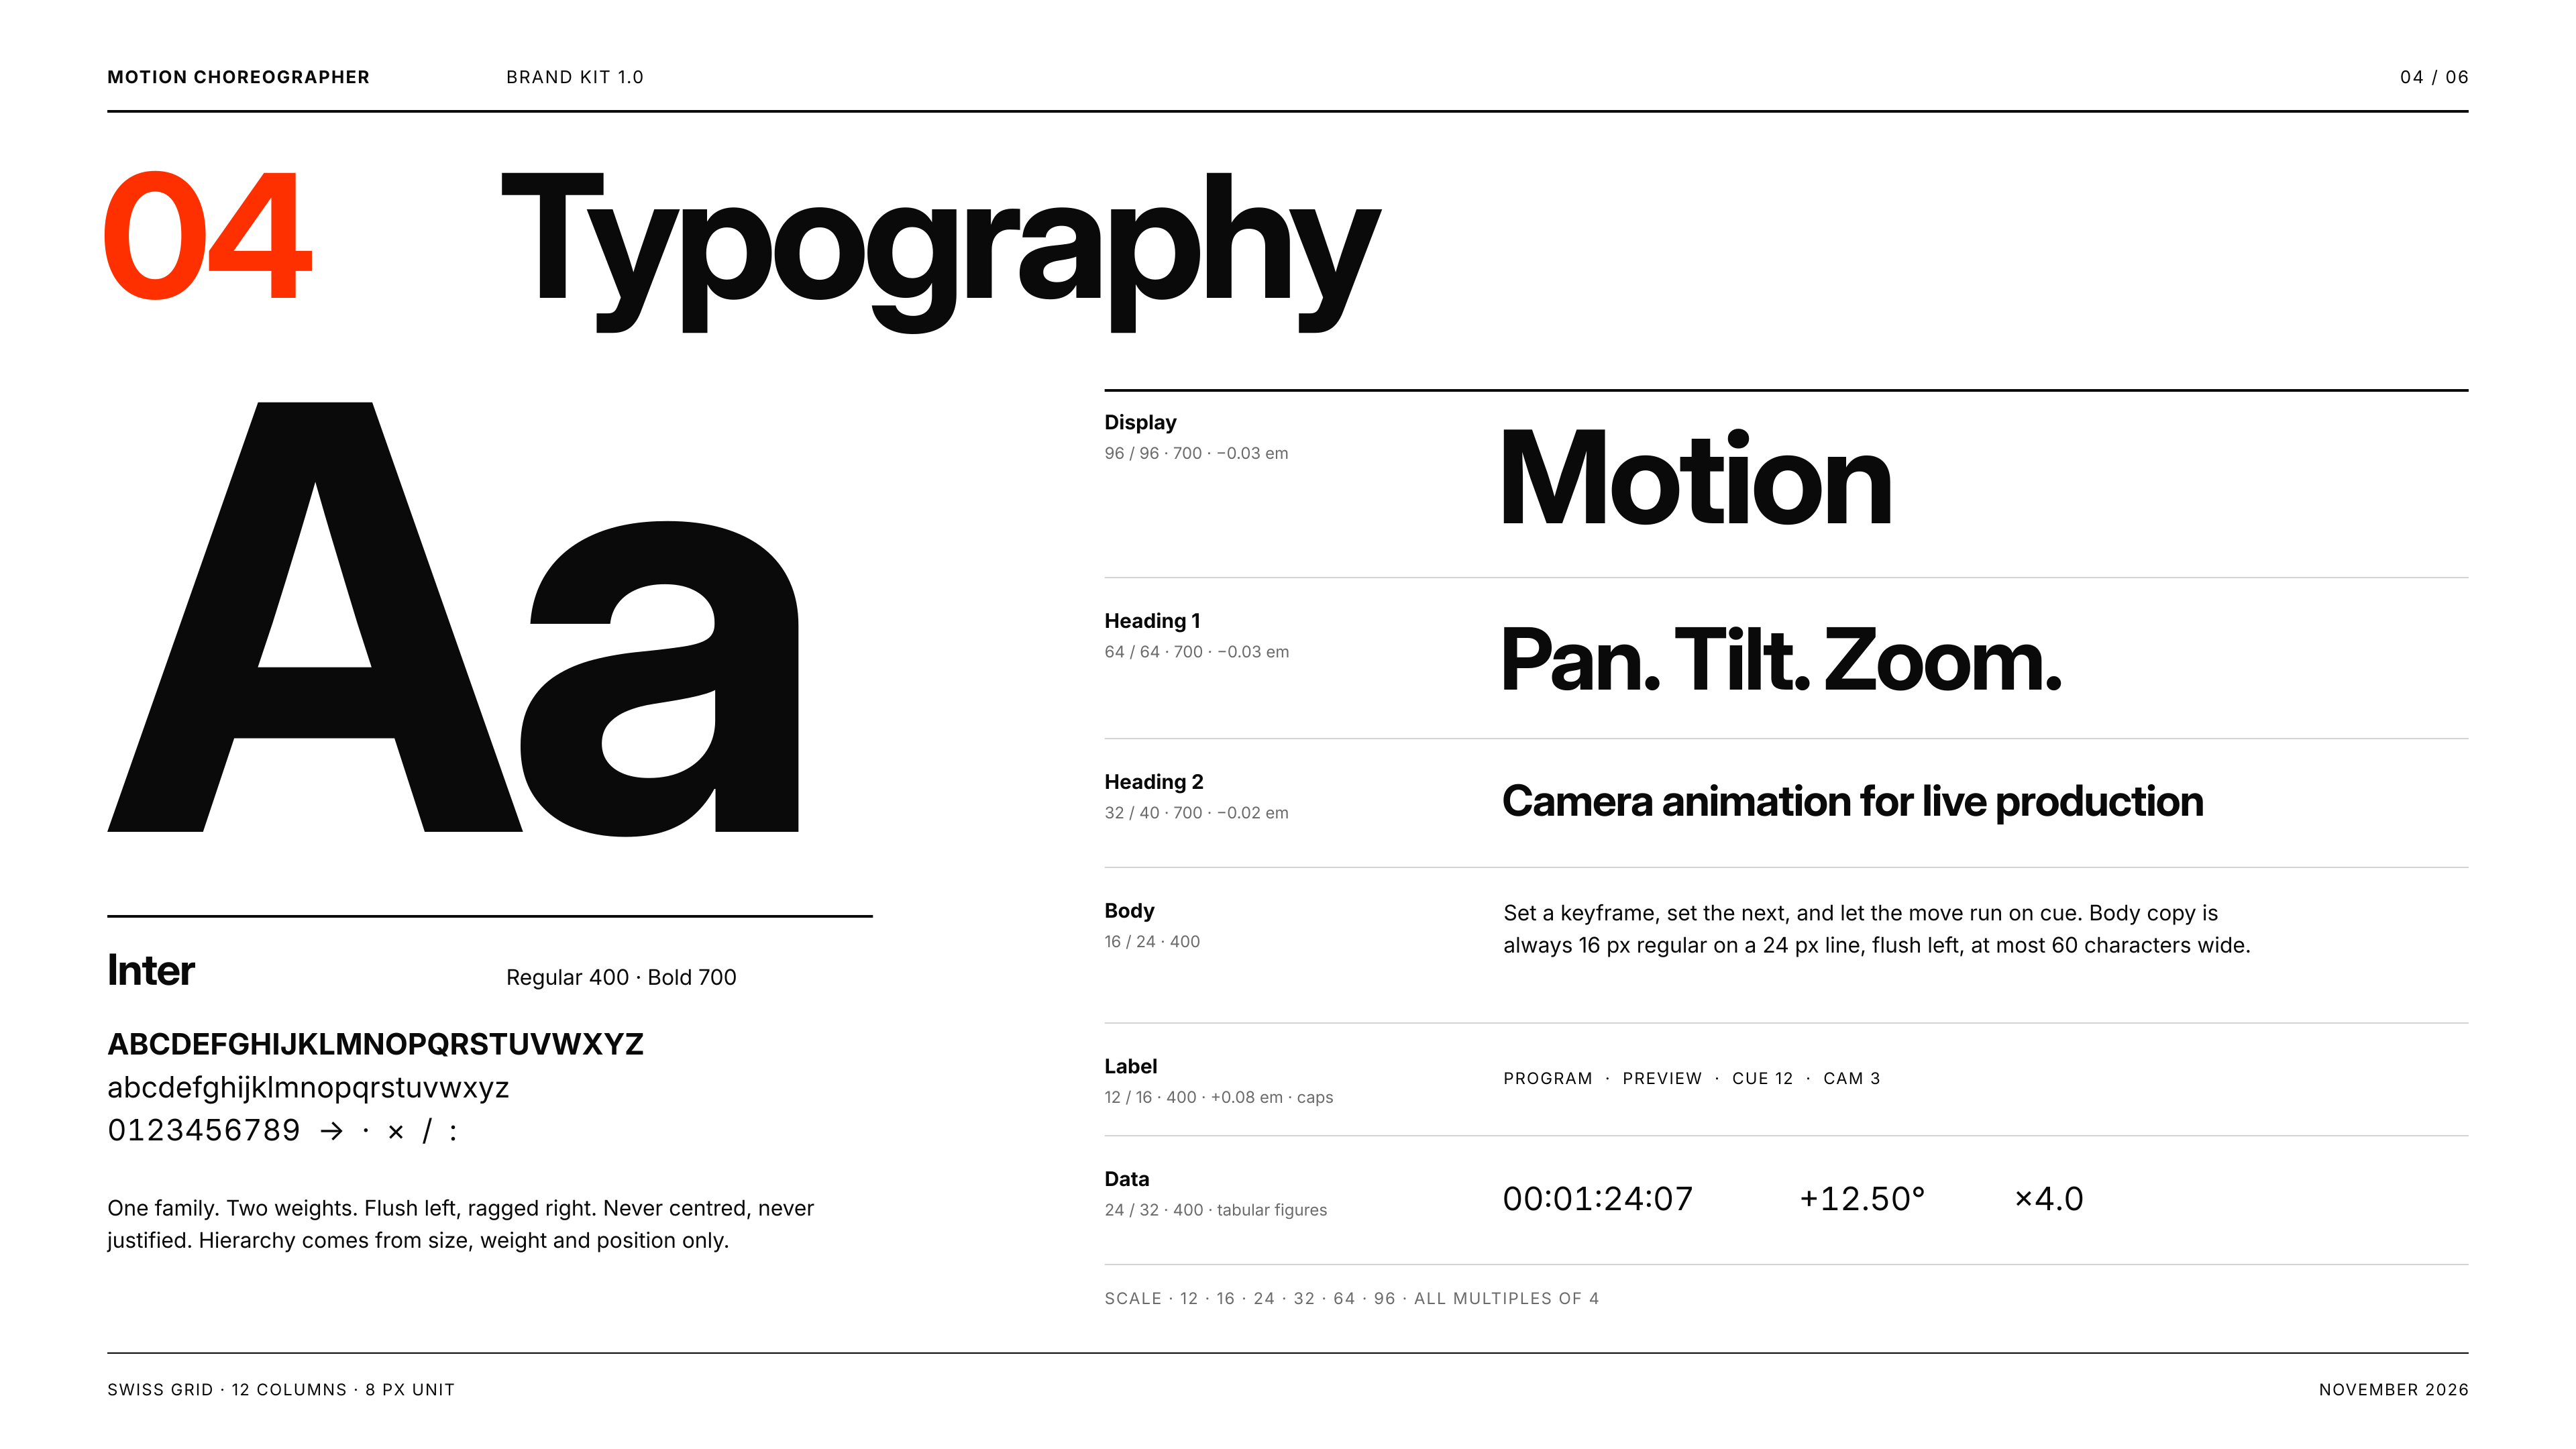 MOTION CHOREOGRAPHER
BRAND KIT 1.0
04 / 06
04
Typography
Aa
Inter
Regular 400 · Bold 700
ABCDEFGHIJKLMNOPQRSTUVWXYZ
abcdefghijklmnopqrstuvwxyz
0123456789 → · × / :
One family. Two weights. Flush left, ragged right. Never centred, never
justified. Hierarchy comes from size, weight and position only.
Display
96 / 96 · 700 · −0.03 em
Motion
Heading 1
64 / 64 · 700 · −0.03 em
Pan. Tilt. Zoom.
Heading 2
32 / 40 · 700 · −0.02 em
Camera animation for live production
Body
16 / 24 · 400
Set a keyframe, set the next, and let the move run on cue. Body copy is
always 16 px regular on a 24 px line, flush left, at most 60 characters wide.
Label
12 / 16 · 400 · +0.08 em · caps
PROGRAM · PREVIEW · CUE 12 · CAM 3
Data
24 / 32 · 400 · tabular figures
00:01:24:07 +12.50° ×4.0
SCALE · 12 · 16 · 24 · 32 · 64 · 96 · ALL MULTIPLES OF 4
SWISS GRID · 12 COLUMNS · 8 PX UNIT
NOVEMBER 2026